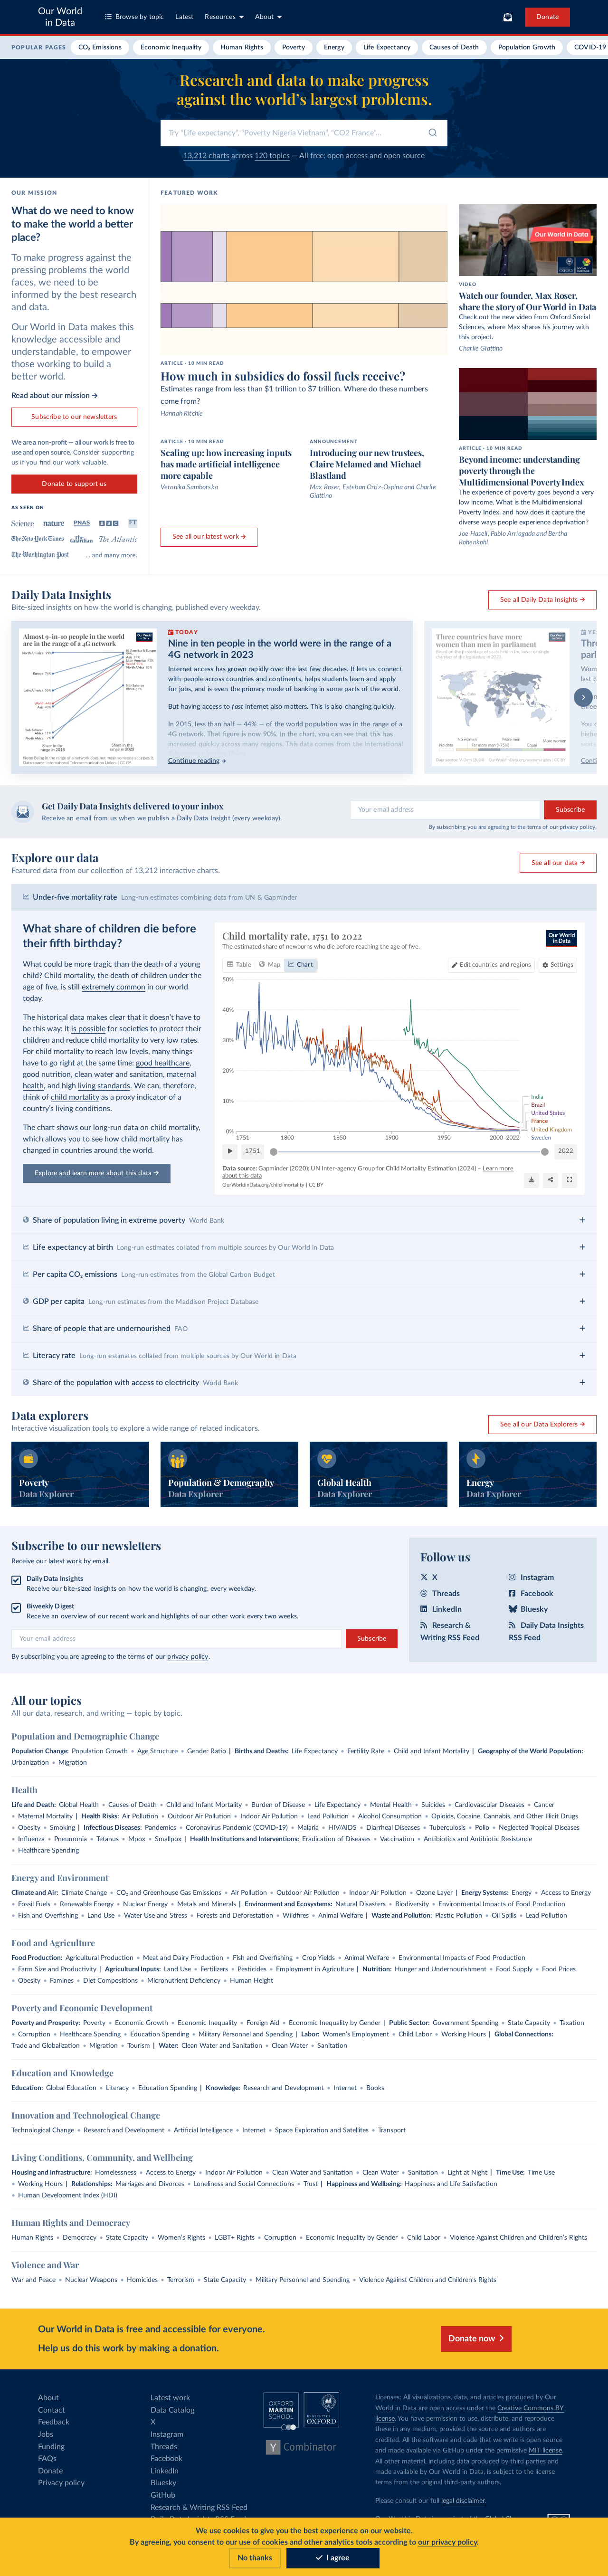 Our World
in Data
Browse by topic
Latest
Resources
About
Donate
POPULAR PAGES
CO₂ Emissions
Economic Inequality
Human Rights
Poverty
Energy
Life Expectancy
Causes of Death
Population Growth
COVID-19
Research and data to make progress
against the world's largest problems.
Try "Life expectancy", "Poverty Nigeria Vietnam", "CO2 France"...
13,212 charts across 120 topics — All free: open access and open source
OUR MISSION
What do we need to know
to make the world a better
place?
To make progress against the
pressing problems the world
faces, we need to be
informed by the best research
and data.
Our World in Data makes this
knowledge accessible and
understandable, to empower
those working to build a
better world.
Read about our mission →
Subscribe to our newsletters
We are a non-profit — all our work is free to
use and open source. Consider supporting
us if you find our work valuable.
Donate to support us
AS SEEN ON
Science
nature
PNAS
BBC
FT
The New York Times
The Guardian
The Atlantic
The Washington Post
... and many more.
FEATURED WORK
ARTICLE • 10 MIN READ
How much in subsidies do fossil fuels receive?
Estimates range from less than $1 trillion to $7 trillion. Where do these numbers
come from?
Hannah Ritchie
ARTICLE • 10 MIN READ
Scaling up: how increasing inputs
has made artificial intelligence
more capable
Veronika Samborska
ANNOUNCEMENT
Introducing our new trustees,
Claire Melamed and Michael
Blastland
Max Roser, Esteban Ortiz-Ospina and Charlie
Giattino
See all our latest work →
Our World in Data
VIDEO
Watch our founder, Max Roser,
share the story of Our World in Data
Check out the new video from Oxford Social
Sciences, where Max shares his journey with
this project.
Charlie Giattino
ARTICLE • 10 MIN READ
Beyond income: understanding
poverty through the
Multidimensional Poverty Index
The experience of poverty goes beyond a very
low income. What is the Multidimensional
Poverty Index, and how does it capture the
diverse ways people experience deprivation?
Joe Hasell, Pablo Arriagada and Bertha
Rohenkohl
Daily Data Insights
Bite-sized insights on how the world is changing, published every weekday.
See all Daily Data Insights →
Almost 9-in-10 people in the world
are in the range of a 4G network
Share in the
range in 2015
Share in the
range in 2023
TODAY
Nine in ten people in the world were in the range of a
4G network in 2023
Internet access has grown rapidly over the last few decades. It lets us connect
with people across countries and continents, helps students learn and apply
for jobs, and is even the primary mode of banking in some parts of the world.
But having access to fast internet also matters. This is also changing quickly.
In 2015, less than half — 44% — of the world population was in the range of a
4G network. That figure is now 90%. In the chart, you can see that this has
increased quickly across many regions. This data comes from the International
Continue reading →
Three countries have more
women than men in parliament
Get Daily Data Insights delivered to your inbox
Receive an email from us when we publish a Daily Data Insight (every weekday).
Your email address
Subscribe
By subscribing you are agreeing to the terms of our privacy policy.
Explore our data
Featured data from our collection of 13,212 interactive charts.
See all our data →
Under-five mortality rate Long-run estimates combining data from UN & Gapminder
What share of children die before
their fifth birthday?
What could be more tragic than the death of a young
child? Child mortality, the death of children under the
age of five, is still extremely common in our world
today.
The historical data makes clear that it doesn't have to
be this way: it is possible for societies to protect their
children and reduce child mortality to very low rates.
For child mortality to reach low levels, many things
have to go right at the same time: good healthcare,
good nutrition, clean water and sanitation, maternal
health, and high living standards. We can, therefore,
think of child mortality as a proxy indicator of a
country's living conditions.
The chart shows our long-run data on child mortality,
which allows you to see how child mortality has
changed in countries around the world.
Explore and learn more about this data →
Child mortality rate, 1751 to 2022
The estimated share of newborns who die before reaching the age of five.
Our World
in Data
Table
Map
Chart
Edit countries and regions
Settings
50%
40%
30%
20%
10%
0%
India
Brazil
United States
France
United Kingdom
Sweden
1751
1800
1850
1900
1950
2000
2022
1751
2022
Data source: Gapminder (2020); UN Inter-agency Group for Child Mortality Estimation (2024) – Learn more
about this data
OurWorldinData.org/child-mortality | CC BY
Share of population living in extreme poverty World Bank
Life expectancy at birth Long-run estimates collated from multiple sources by Our World in Data
Per capita CO₂ emissions Long-run estimates from the Global Carbon Budget
GDP per capita Long-run estimates from the Maddison Project Database
Share of people that are undernourished FAO
Literacy rate Long-run estimates collated from multiple sources by Our World in Data
Share of the population with access to electricity World Bank
Data explorers
Interactive visualization tools to explore a wide range of related indicators.
See all our Data Explorers →
Poverty
Data Explorer
Population & Demography
Data Explorer
Global Health
Data Explorer
Energy
Data Explorer
Subscribe to our newsletters
Receive our latest work by email.
Daily Data Insights
Receive our bite-sized insights on how the world is changing, every weekday.
Biweekly Digest
Receive an overview of our recent work and highlights of our other work every two weeks.
Your email address
Subscribe
By subscribing you are agreeing to the terms of our privacy policy.
Follow us
X
Instagram
Threads
Facebook
LinkedIn
Bluesky
Research &
Writing RSS Feed
Daily Data Insights
RSS Feed
All our topics
All our data, research, and writing — topic by topic.
Population and Demographic Change
Population Change: Population Growth • Age Structure • Gender Ratio | Births and Deaths: Life Expectancy • Fertility Rate • Child and Infant Mortality | Geography of the World Population:
Urbanization • Migration
Health
Life and Death: Global Health • Causes of Death • Child and Infant Mortality • Burden of Disease • Life Expectancy • Mental Health • Suicides • Cardiovascular Diseases • Cancer
• Maternal Mortality | Health Risks: Air Pollution • Outdoor Air Pollution • Indoor Air Pollution • Lead Pollution • Alcohol Consumption • Opioids, Cocaine, Cannabis, and Other Illicit Drugs
• Obesity • Smoking | Infectious Diseases: Pandemics • Coronavirus Pandemic (COVID-19) • Malaria • HIV/AIDS • Diarrheal Diseases • Tuberculosis • Polio • Neglected Tropical Diseases
• Influenza • Pneumonia • Tetanus • Mpox • Smallpox | Health Institutions and Interventions: Eradication of Diseases • Vaccination • Antibiotics and Antibiotic Resistance
• Healthcare Spending
Energy and Environment
Climate and Air: Climate Change • CO₂ and Greenhouse Gas Emissions • Air Pollution • Outdoor Air Pollution • Indoor Air Pollution • Ozone Layer | Energy Systems: Energy • Access to Energy
• Fossil Fuels • Renewable Energy • Nuclear Energy • Metals and Minerals | Environment and Ecosystems: Natural Disasters • Biodiversity • Environmental Impacts of Food Production
• Fish and Overfishing • Land Use • Water Use and Stress • Forests and Deforestation • Wildfires • Animal Welfare | Waste and Pollution: Plastic Pollution • Oil Spills • Lead Pollution
Food and Agriculture
Food Production: Agricultural Production • Meat and Dairy Production • Fish and Overfishing • Crop Yields • Animal Welfare • Environmental Impacts of Food Production
• Farm Size and Productivity | Agricultural Inputs: Land Use • Fertilizers • Pesticides • Employment in Agriculture | Nutrition: Hunger and Undernourishment • Food Supply • Food Prices
• Obesity • Famines • Diet Compositions • Micronutrient Deficiency • Human Height
Poverty and Economic Development
Poverty and Prosperity: Poverty • Economic Growth • Economic Inequality • Foreign Aid • Economic Inequality by Gender | Public Sector: Government Spending • State Capacity • Taxation
• Corruption • Healthcare Spending • Education Spending • Military Personnel and Spending | Labor: Women's Employment • Child Labor • Working Hours | Global Connections:
Trade and Globalization • Migration • Tourism | Water: Clean Water and Sanitation • Clean Water • Sanitation
Education and Knowledge
Education: Global Education • Literacy • Education Spending | Knowledge: Research and Development • Internet • Books
Innovation and Technological Change
Technological Change • Research and Development • Artificial Intelligence • Internet • Space Exploration and Satellites • Transport
Living Conditions, Community, and Wellbeing
Housing and Infrastructure: Homelessness • Access to Energy • Indoor Air Pollution • Clean Water and Sanitation • Clean Water • Sanitation • Light at Night | Time Use: Time Use
• Working Hours | Relationships: Marriages and Divorces • Loneliness and Social Connections • Trust | Happiness and Wellbeing: Happiness and Life Satisfaction
• Human Development Index (HDI)
Human Rights and Democracy
Human Rights • Democracy • State Capacity • Women's Rights • LGBT+ Rights • Corruption • Economic Inequality by Gender • Child Labor • Violence Against Children and Children's Rights
Violence and War
War and Peace • Nuclear Weapons • Homicides • Terrorism • State Capacity • Military Personnel and Spending • Violence Against Children and Children's Rights
Our World in Data is free and accessible for everyone.
Help us do this work by making a donation.
Donate now
About
Contact
Feedback
Jobs
Funding
FAQs
Donate
Privacy policy
Latest work
Data Catalog
X
Instagram
Threads
Facebook
LinkedIn
Bluesky
GitHub
Research & Writing RSS Feed
OXFORD
MARTIN
SCHOOL
UNIVERSITY OF
OXFORD
Y Combinator
Licenses: All visualizations, data, and articles produced by Our
World in Data are open access under the Creative Commons BY
license. You have permission to use, distribute, and reproduce
these in any medium, provided the source and authors are
credited. All the software and code that we write is open source
and made available via GitHub under the permissive MIT license.
All other material, including data produced by third parties and
made available by Our World in Data, is subject to the license
terms from the original third-party authors.
Please consult our full legal disclaimer.
We use cookies to give you the best experience on our website.
By agreeing, you consent to our use of cookies and other analytics tools according to our privacy policy.
No thanks
I agree